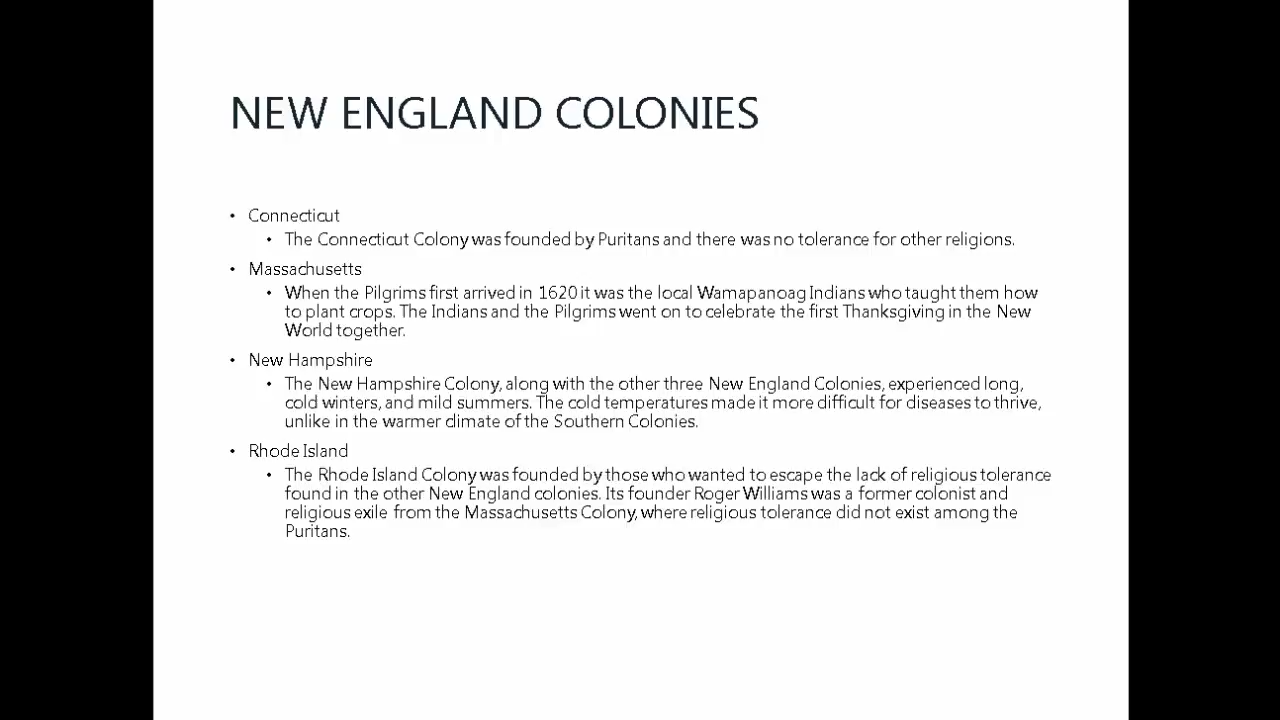 NEW ENGLAND COLONIES
• Connecticut
• The Connecticut Colony was founded by Puritans and there was no tolerance for other religions.
• Massachusetts
• When the Pilgrims first arrived in 1620 it was the local Wamapanoag Indians who taught them how
to plant crops. The Indians and the Pilgrims went on to celebrate the first Thanksgiving in the New
World together.
• New Hampshire
• The New Hampshire Colony, along with the other three New England Colonies, experienced long,
cold winters, and mild summers. The cold temperatures made it more difficult for diseases to thrive,
unlike in the warmer climate of the Southern Colonies.
• Rhode Island
• The Rhode Island Colony was founded by those who wanted to escape the lack of religious tolerance
found in the other New England colonies. Its founder Roger Williams was a former colonist and
religious exile from the Massachusetts Colony, where religious tolerance did not exist among the
Puritans.